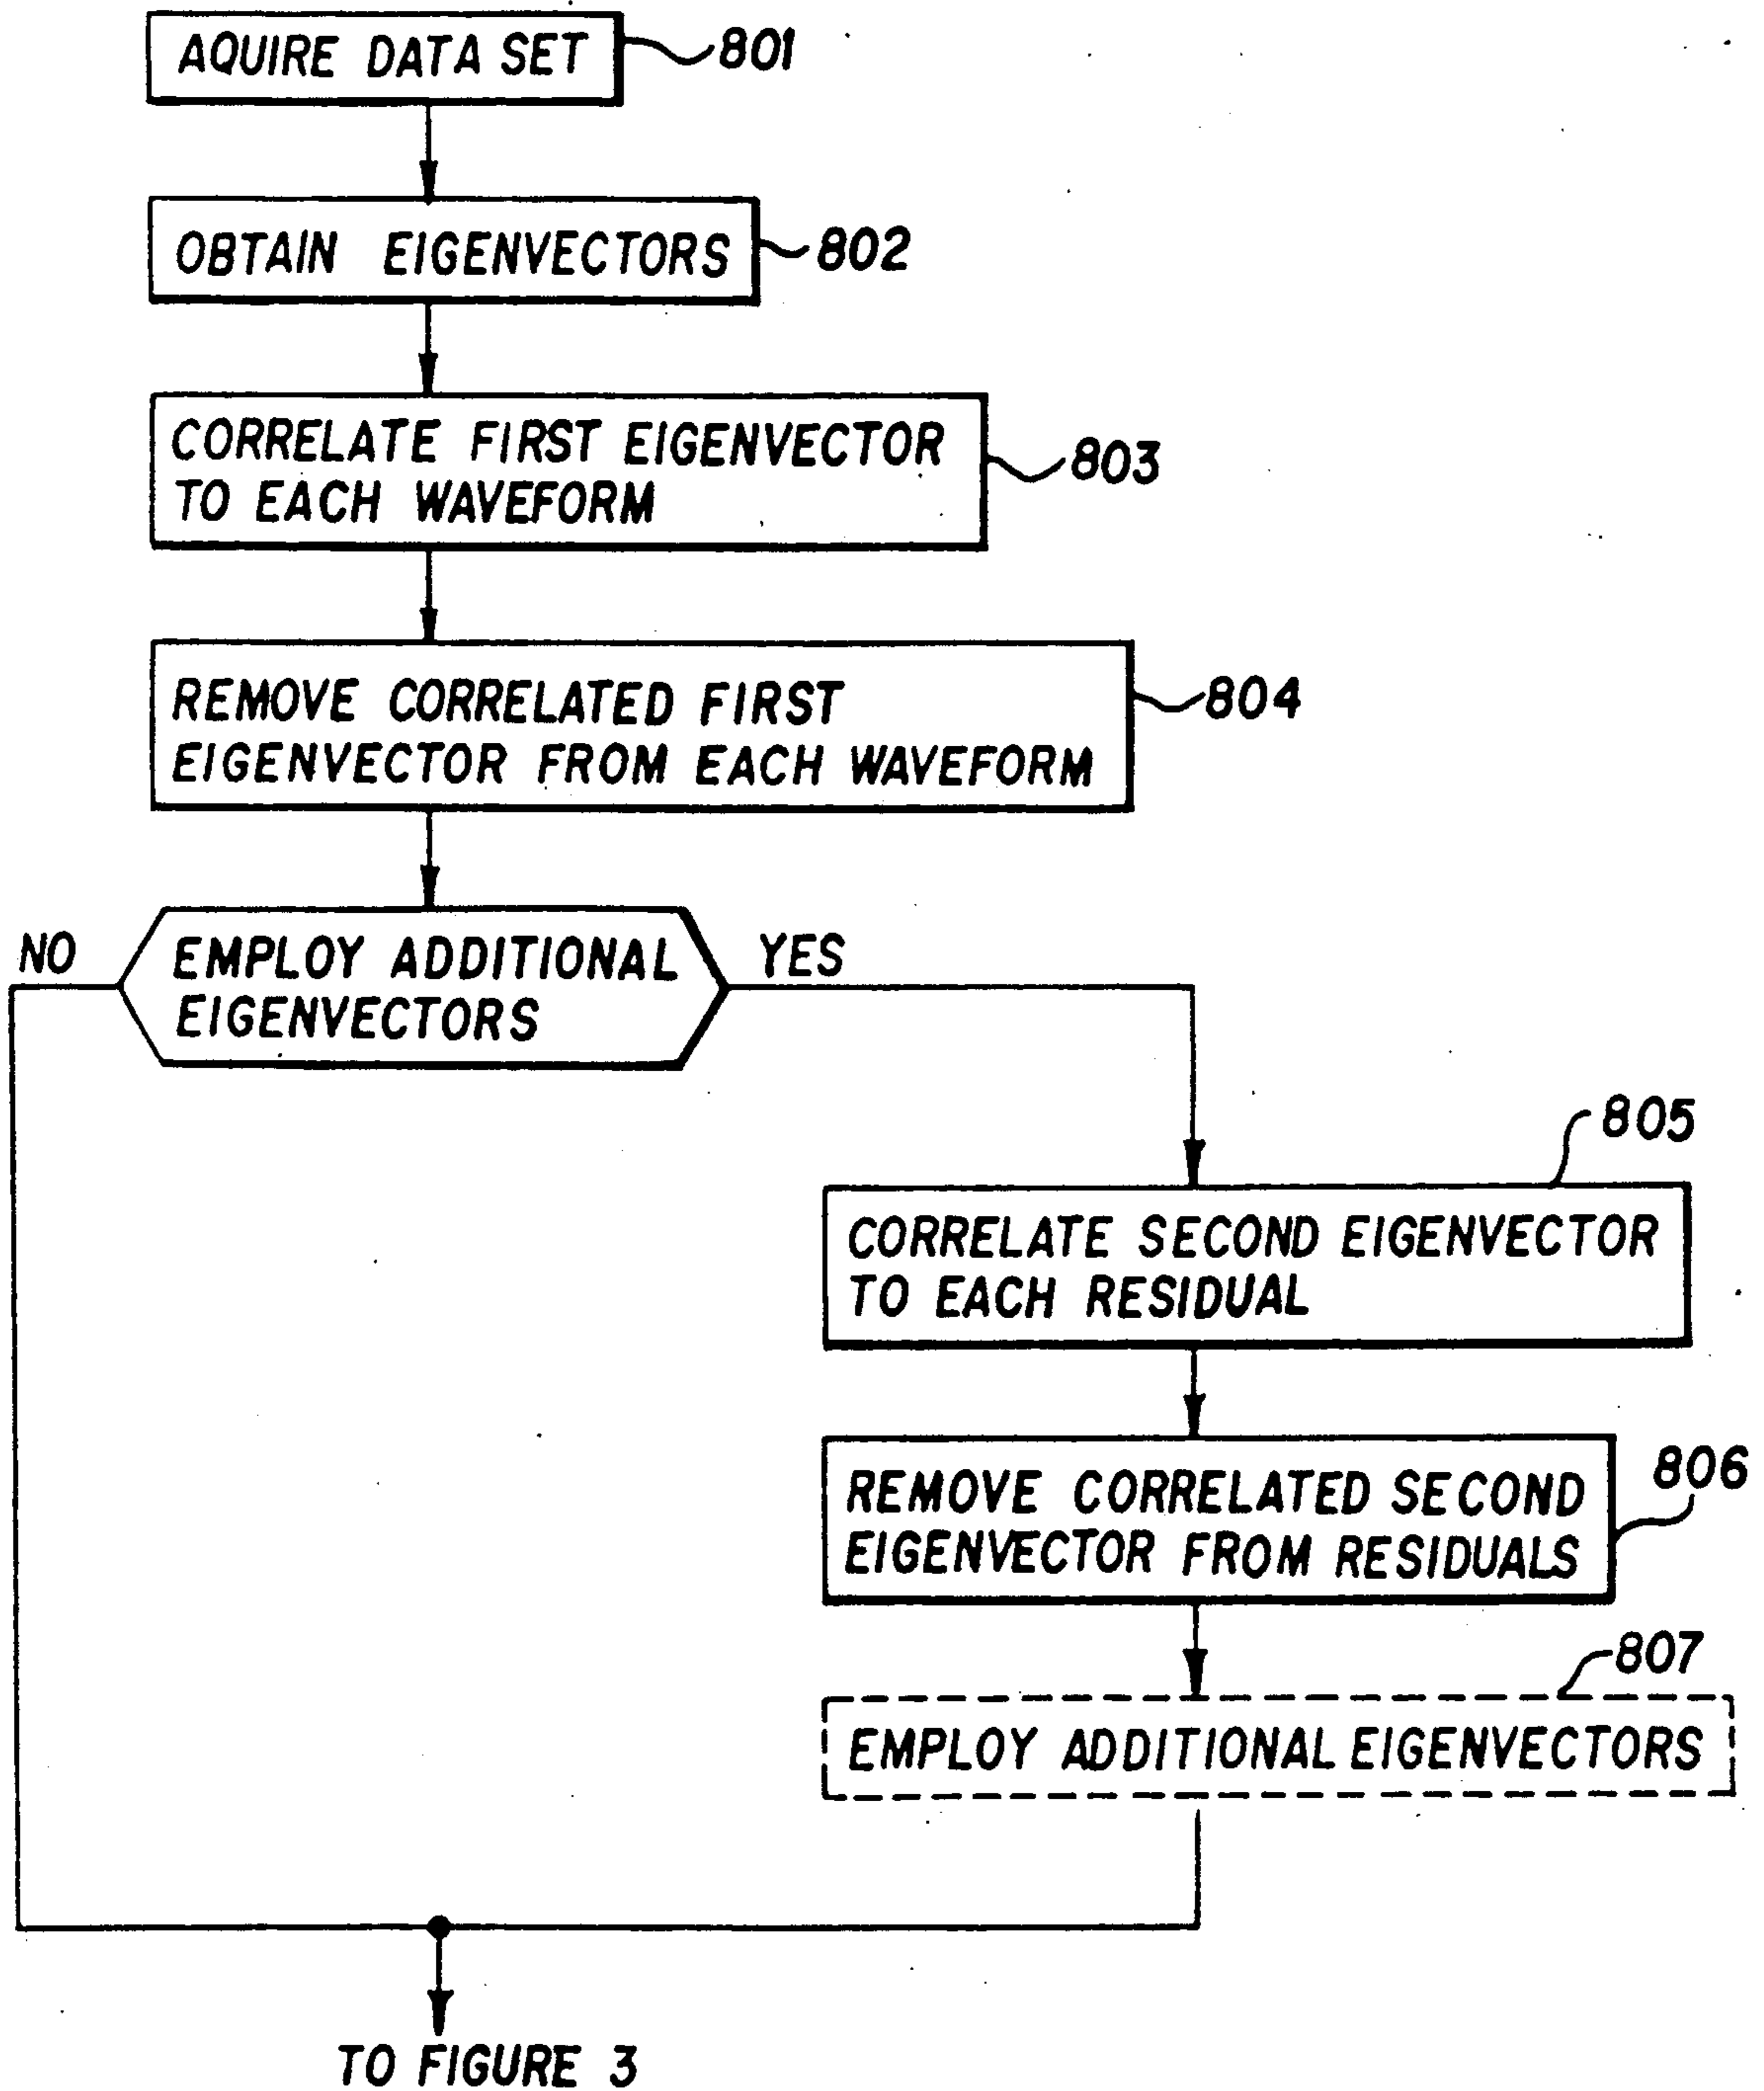 AQUIRE DATA SET
801
OBTAIN EIGENVECTORS
802
CORRELATE FIRST EIGENVECTOR
TO EACH WAVEFORM
803
REMOVE CORRELATED FIRST
EIGENVECTOR FROM EACH WAVEFORM
804
NO
EMPLOY ADDITIONAL
EIGENVECTORS
YES
805
CORRELATE SECOND EIGENVECTOR
TO EACH RESIDUAL
806
REMOVE CORRELATED SECOND
EIGENVECTOR FROM RESIDUALS
807
EMPLOY ADDITIONAL EIGENVECTORS
TO FIGURE 3